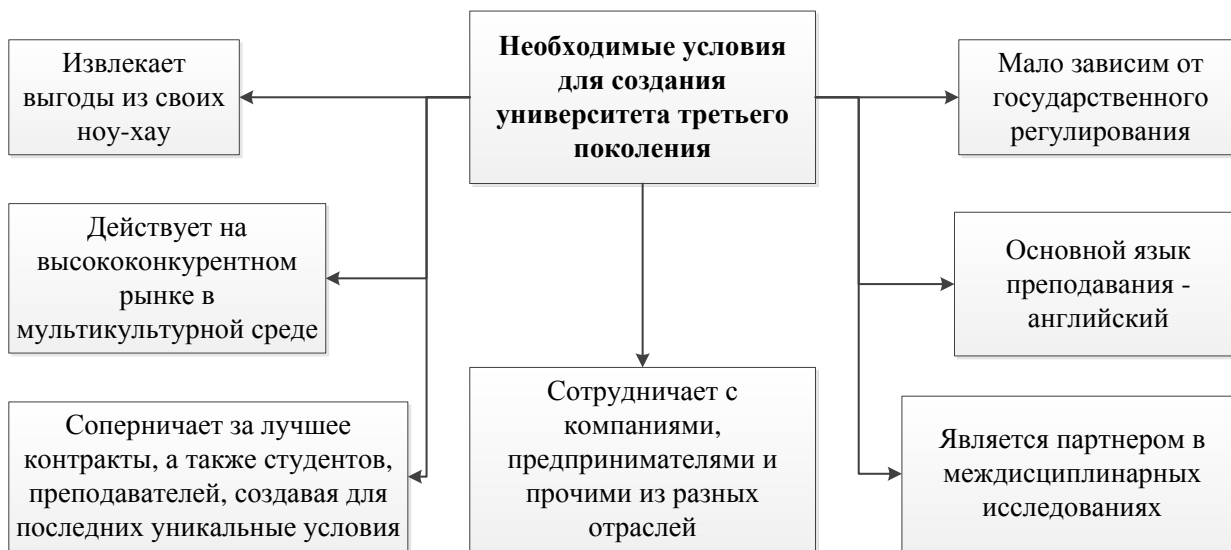 Необходимые условия
для создания
университета третьего
поколения
Извлекает
выгоды из своих
ноу-хау
Мало зависим от
государственного
регулирования
Действует на
высококонкурентном
рынке в
мультикультурной среде
Основной язык
преподавания -
английский
Соперничает за лучшее
контракты, а также студентов,
преподавателей, создавая для
последних уникальные условия
Сотрудничает с
компаниями,
предпринимателями и
прочими из разных
отраслей
Является партнером в
междисциплинарных
исследованиях